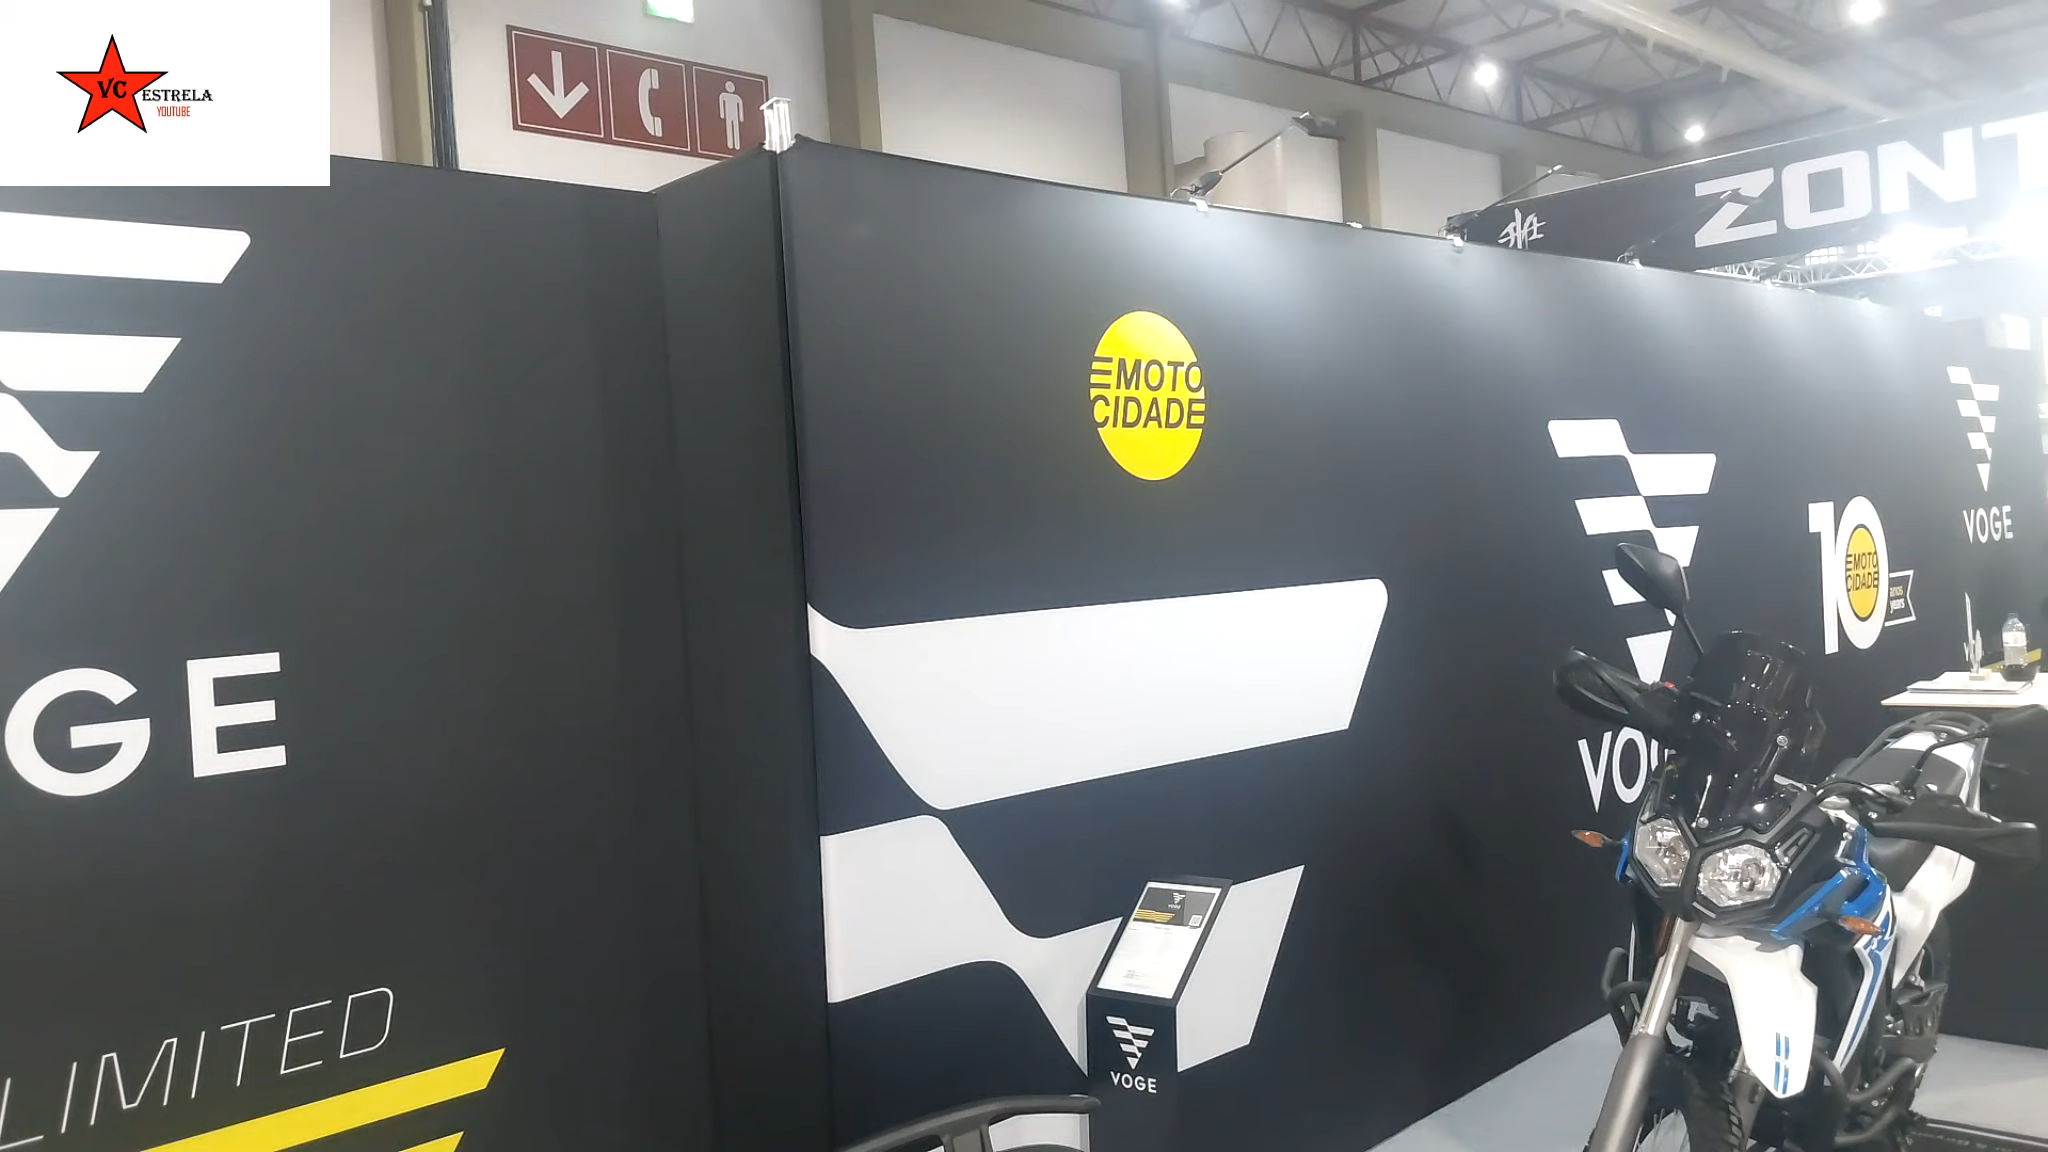 VC
ESTRELA
YOUTUBE
ZONT
GE
LIMITED
MOTO
CIDADE
VOGE
10
MOTO
CIDADE
anos
years
VO
VOGE